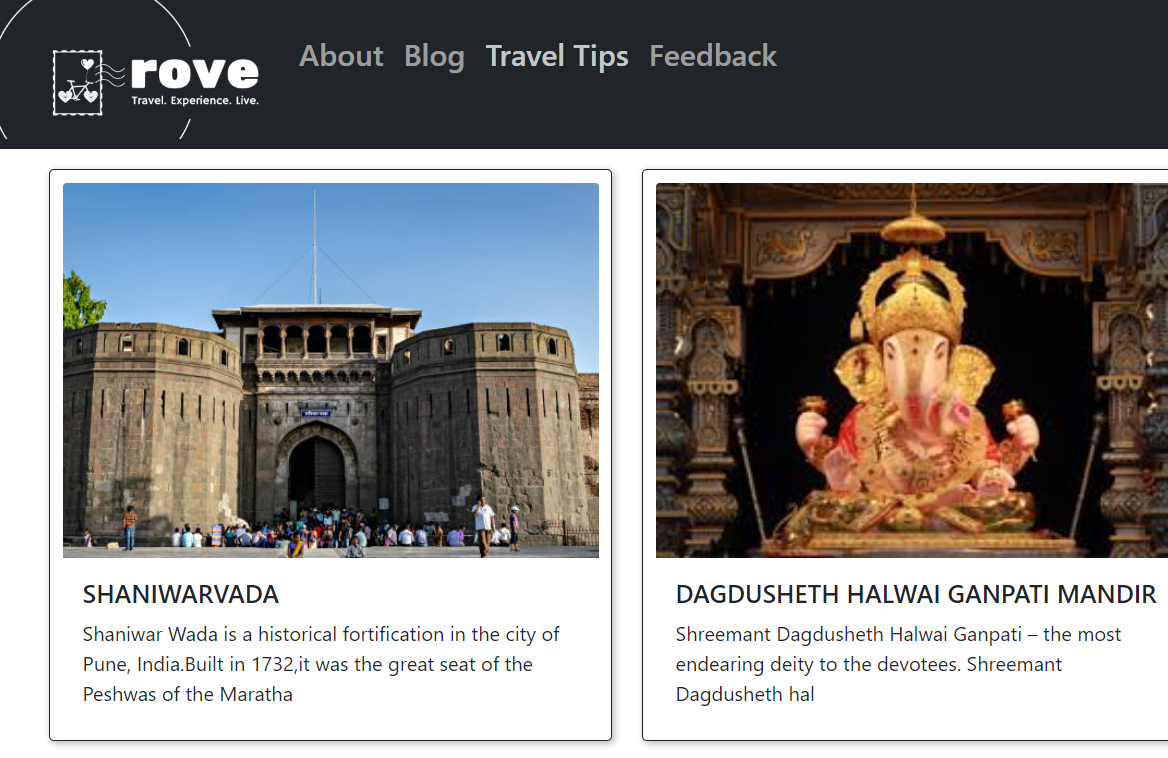 rove
Travel. Experience. Live.
About Blog Travel Tips Feedback
SHANIWARVADA
Shaniwar Wada is a historical fortification in the city of
Pune, India.Built in 1732,it was the great seat of the
Peshwas of the Maratha
DAGDUSHETH HALWAI GANPATI MANDIR
Shreemant Dagdusheth Halwai Ganpati – the most
endearing deity to the devotees. Shreemant
Dagdusheth hal